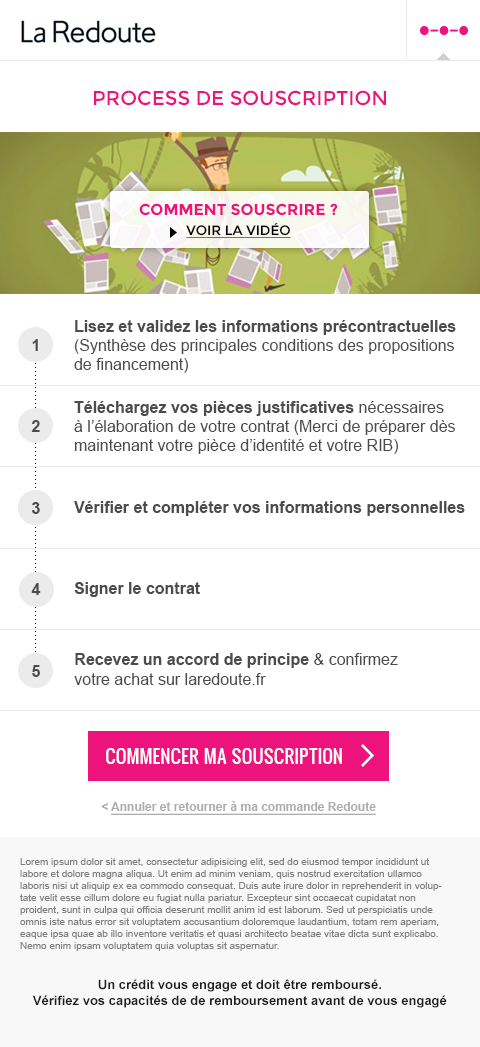 La Redoute
PROCESS DE SOUSCRIPTION
COMMENT SOUSCRIRE ?
VOIR LA VIDÉO
1
Lisez et validez les informations précontractuelles
(Synthèse des principales conditions des propositions
de financement)
2
Téléchargez vos pièces justificatives nécessaires
à l’élaboration de votre contrat (Merci de préparer dès
maintenant votre pièce d’identité et votre RIB)
3
Vérifier et compléter vos informations personnelles
4
Signer le contrat
5
Recevez un accord de principe & confirmez
votre achat sur laredoute.fr
COMMENCER MA SOUSCRIPTION
< Annuler et retourner à ma commande Redoute
Lorem ipsum dolor sit amet, consectetur adipisicing elit, sed do eiusmod tempor incididunt ut
labore et dolore magna aliqua. Ut enim ad minim veniam, quis nostrud exercitation ullamco
laboris nisi ut aliquip ex ea commodo consequat. Duis aute irure dolor in reprehenderit in volup-
tate velit esse cillum dolore eu fugiat nulla pariatur. Excepteur sint occaecat cupidatat non
proident, sunt in culpa qui officia deserunt mollit anim id est laborum. Sed ut perspiciatis unde
omnis iste natus error sit voluptatem accusantium doloremque laudantium, totam rem aperiam,
eaque ipsa quae ab illo inventore veritatis et quasi architecto beatae vitae dicta sunt explicabo.
Nemo enim ipsam voluptatem quia voluptas sit aspernatur.
Un crédit vous engage et doit être remboursé.
Vérifiez vos capacités de de remboursement avant de vous engagé